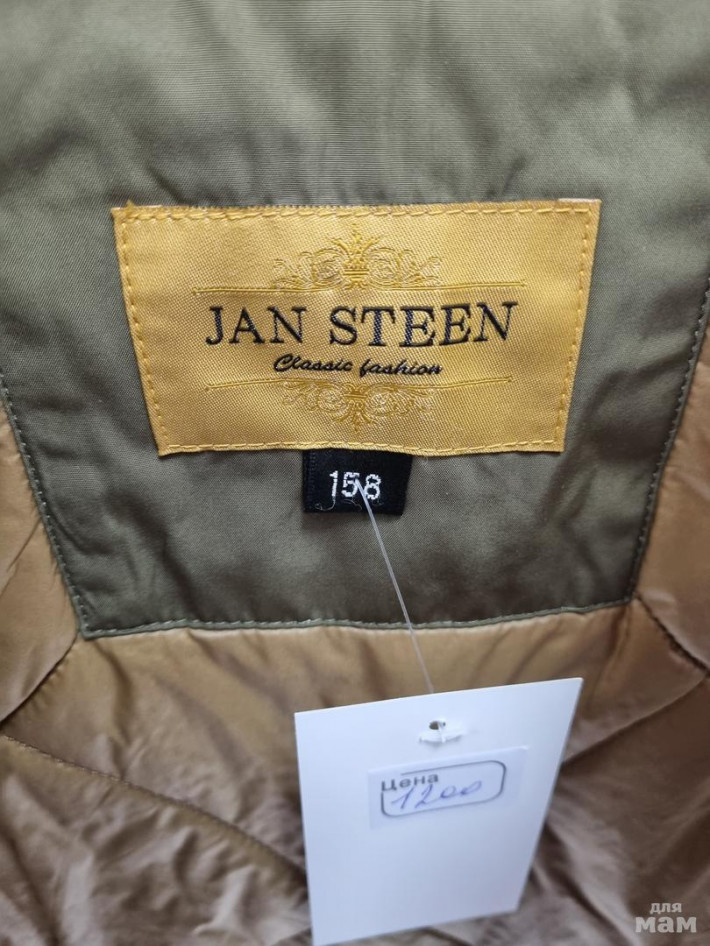 JAN STEEN
Classic fashion
158
Цена
1200
для
мам